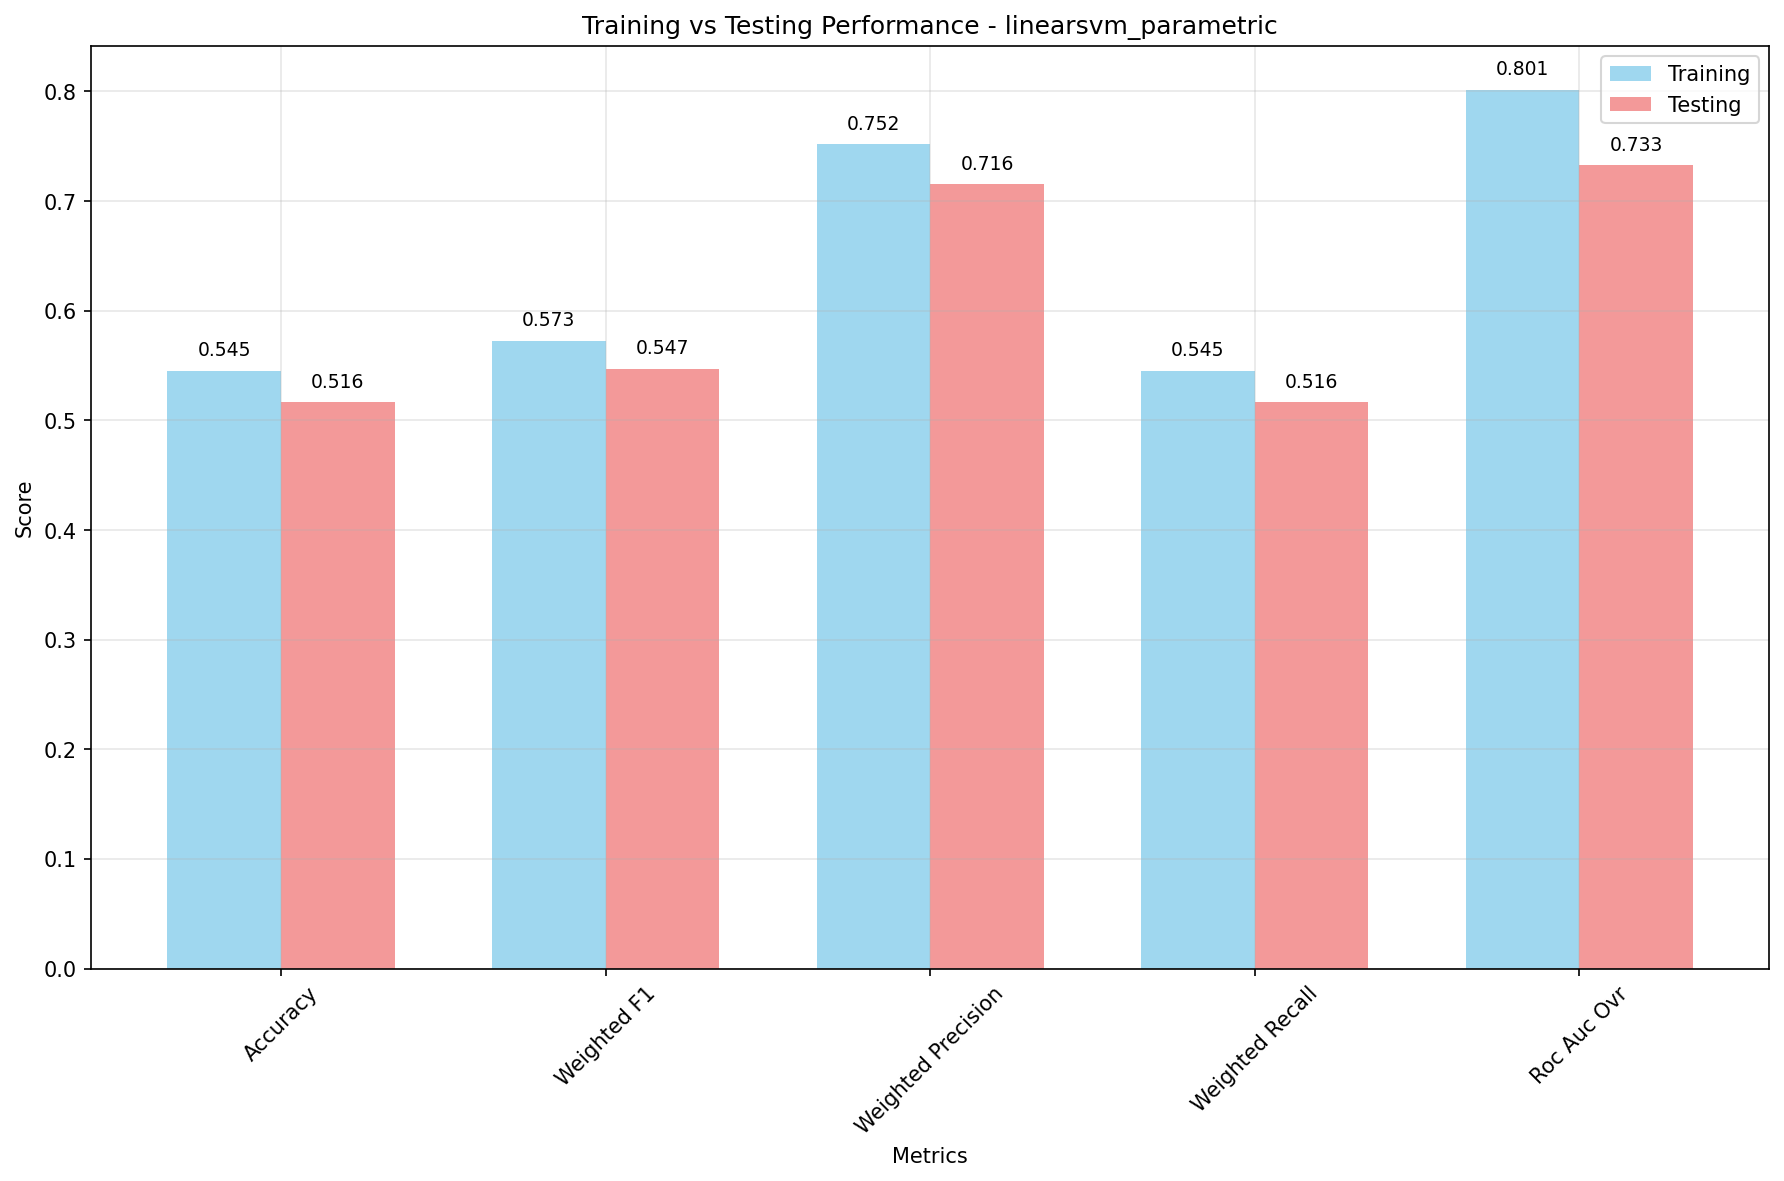 Training vs Testing Performance - linearsvm_parametric
Training
Testing
0.801
0.733
0.752
0.716
0.573
0.547
0.545
0.516
0.545
0.516
Score
0.8
0.7
0.6
0.5
0.4
0.3
0.2
0.1
0.0
Accuracy
Weighted F1
Weighted Precision
Weighted Recall
Roc Auc Ovr
Metrics